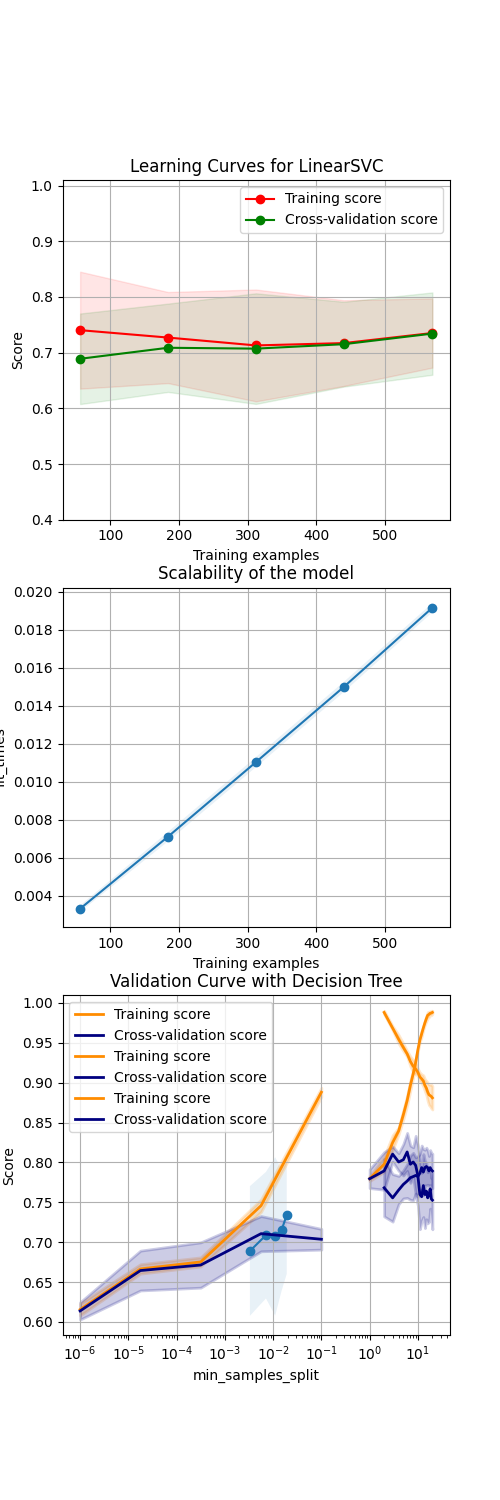 Learning Curves for LinearSVC
1.0
0.9
0.8
0.7
0.6
0.5
0.4
Score
Training score
Cross-validation score
100 200 300 400 500
Training examples
Scalability of the model
0.020
0.018
0.016
0.014
0.012
0.010
0.008
0.006
0.004
100 200 300 400 500
Training examples
Validation Curve with Decision Tree
1.00
0.95
0.90
0.85
0.80
0.75
0.70
0.65
0.60
Score
Training score
Cross-validation score
Training score
Cross-validation score
Training score
Cross-validation score
10⁻⁶ 10⁻⁵ 10⁻⁴ 10⁻³ 10⁻² 10⁻¹ 10⁰ 10¹
min_samples_split